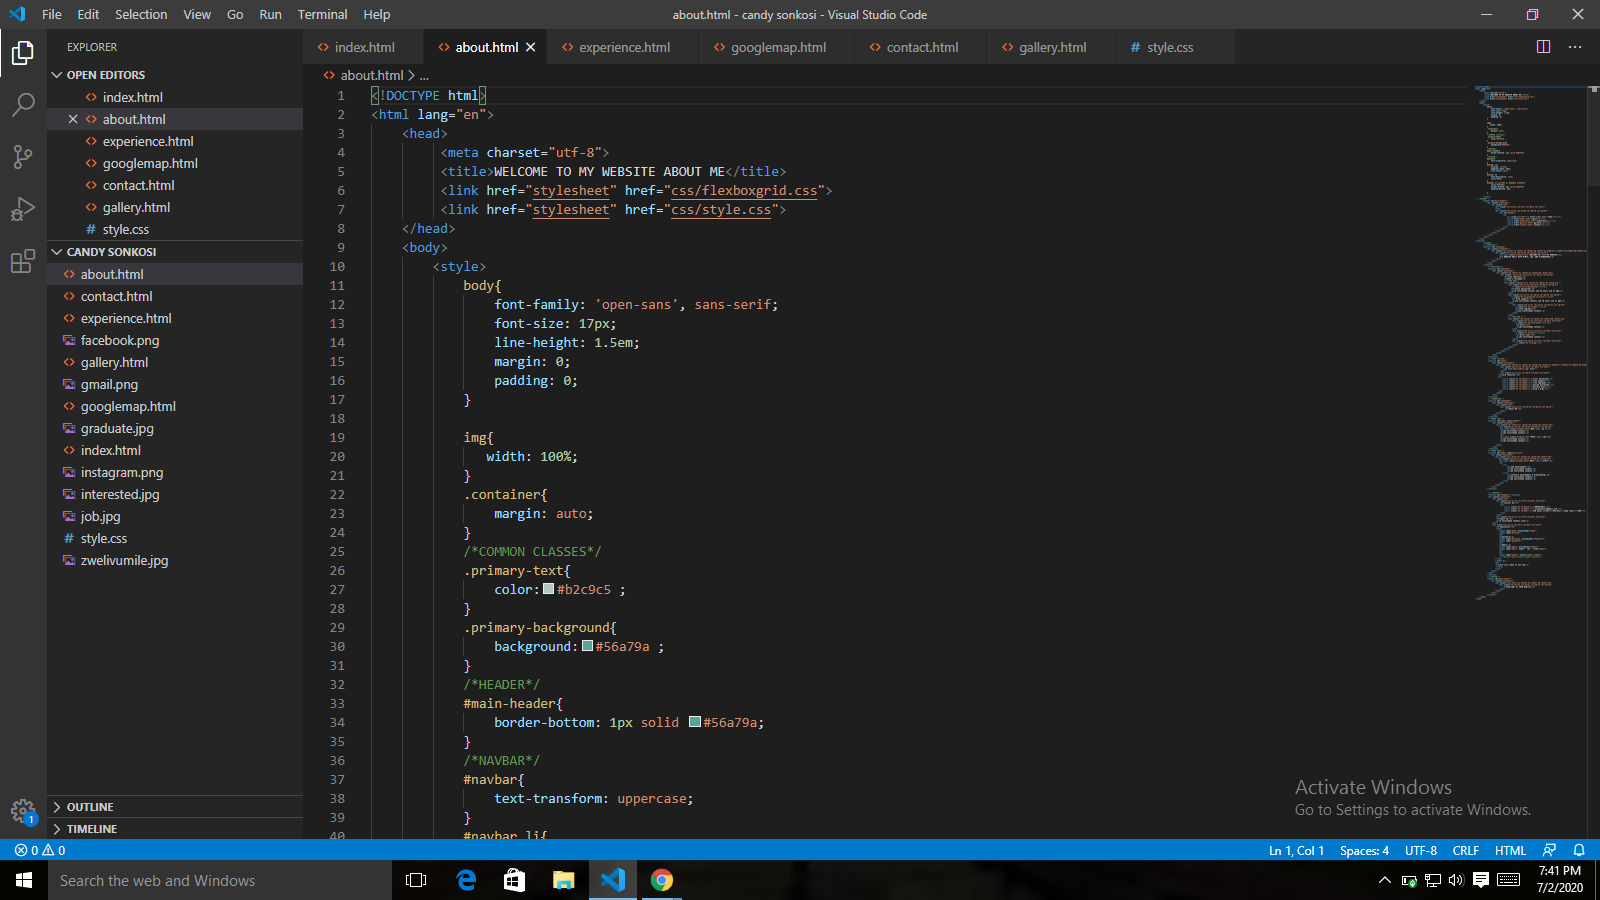 File Edit Selection View Go Run Terminal Help
about.html - candy sonkosi - Visual Studio Code
EXPLORER
OPEN EDITORS
index.html
about.html
experience.html
googlemap.html
contact.html
gallery.html
style.css
CANDY SONKOSI
about.html
contact.html
experience.html
facebook.png
gallery.html
gmail.png
googlemap.html
graduate.jpg
index.html
instagram.png
interested.jpg
job.jpg
style.css
zwelivumile.jpg
OUTLINE
TIMELINE
index.html about.html experience.html googlemap.html contact.html gallery.html style.css
about.html > ...
1 <!DOCTYPE html>
2 <html lang="en">
3 <head>
4 <meta charset="utf-8">
5 <title>WELCOME TO MY WEBSITE ABOUT ME</title>
6 <link href="stylesheet" href="css/flexboxgrid.css">
7 <link href="stylesheet" href="css/style.css">
8 </head>
9 <body>
10 <style>
11 body{
12 font-family: 'open-sans', sans-serif;
13 font-size: 17px;
14 line-height: 1.5em;
15 margin: 0;
16 padding: 0;
17 }
18
19 img{
20 width: 100%;
21 }
22 .container{
23 margin: auto;
24 }
25 /*COMMON CLASSES*/
26 .primary-text{
27 color: #b2c9c5 ;
28 }
29 .primary-background{
30 background: #56a79a ;
31 }
32 /*HEADER*/
33 #main-header{
34 border-bottom: 1px solid #56a79a;
35 }
36 /*NAVBAR*/
37 #navbar{
38 text-transform: uppercase;
39 }
40 #navbar li{
Activate Windows
Go to Settings to activate Windows.
1
0 0
Ln 1, Col 1 Spaces: 4 UTF-8 CRLF HTML
Search the web and Windows
7:41 PM
7/2/2020